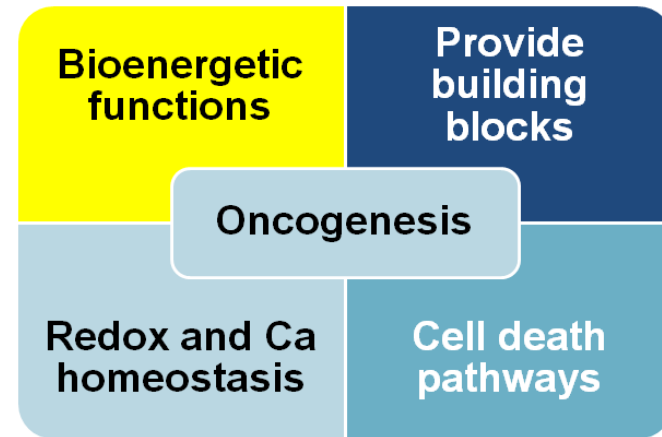 Bioenergetic
functions
Provide
building
blocks
Oncogenesis
Redox and Ca
homeostasis
Cell death
pathways